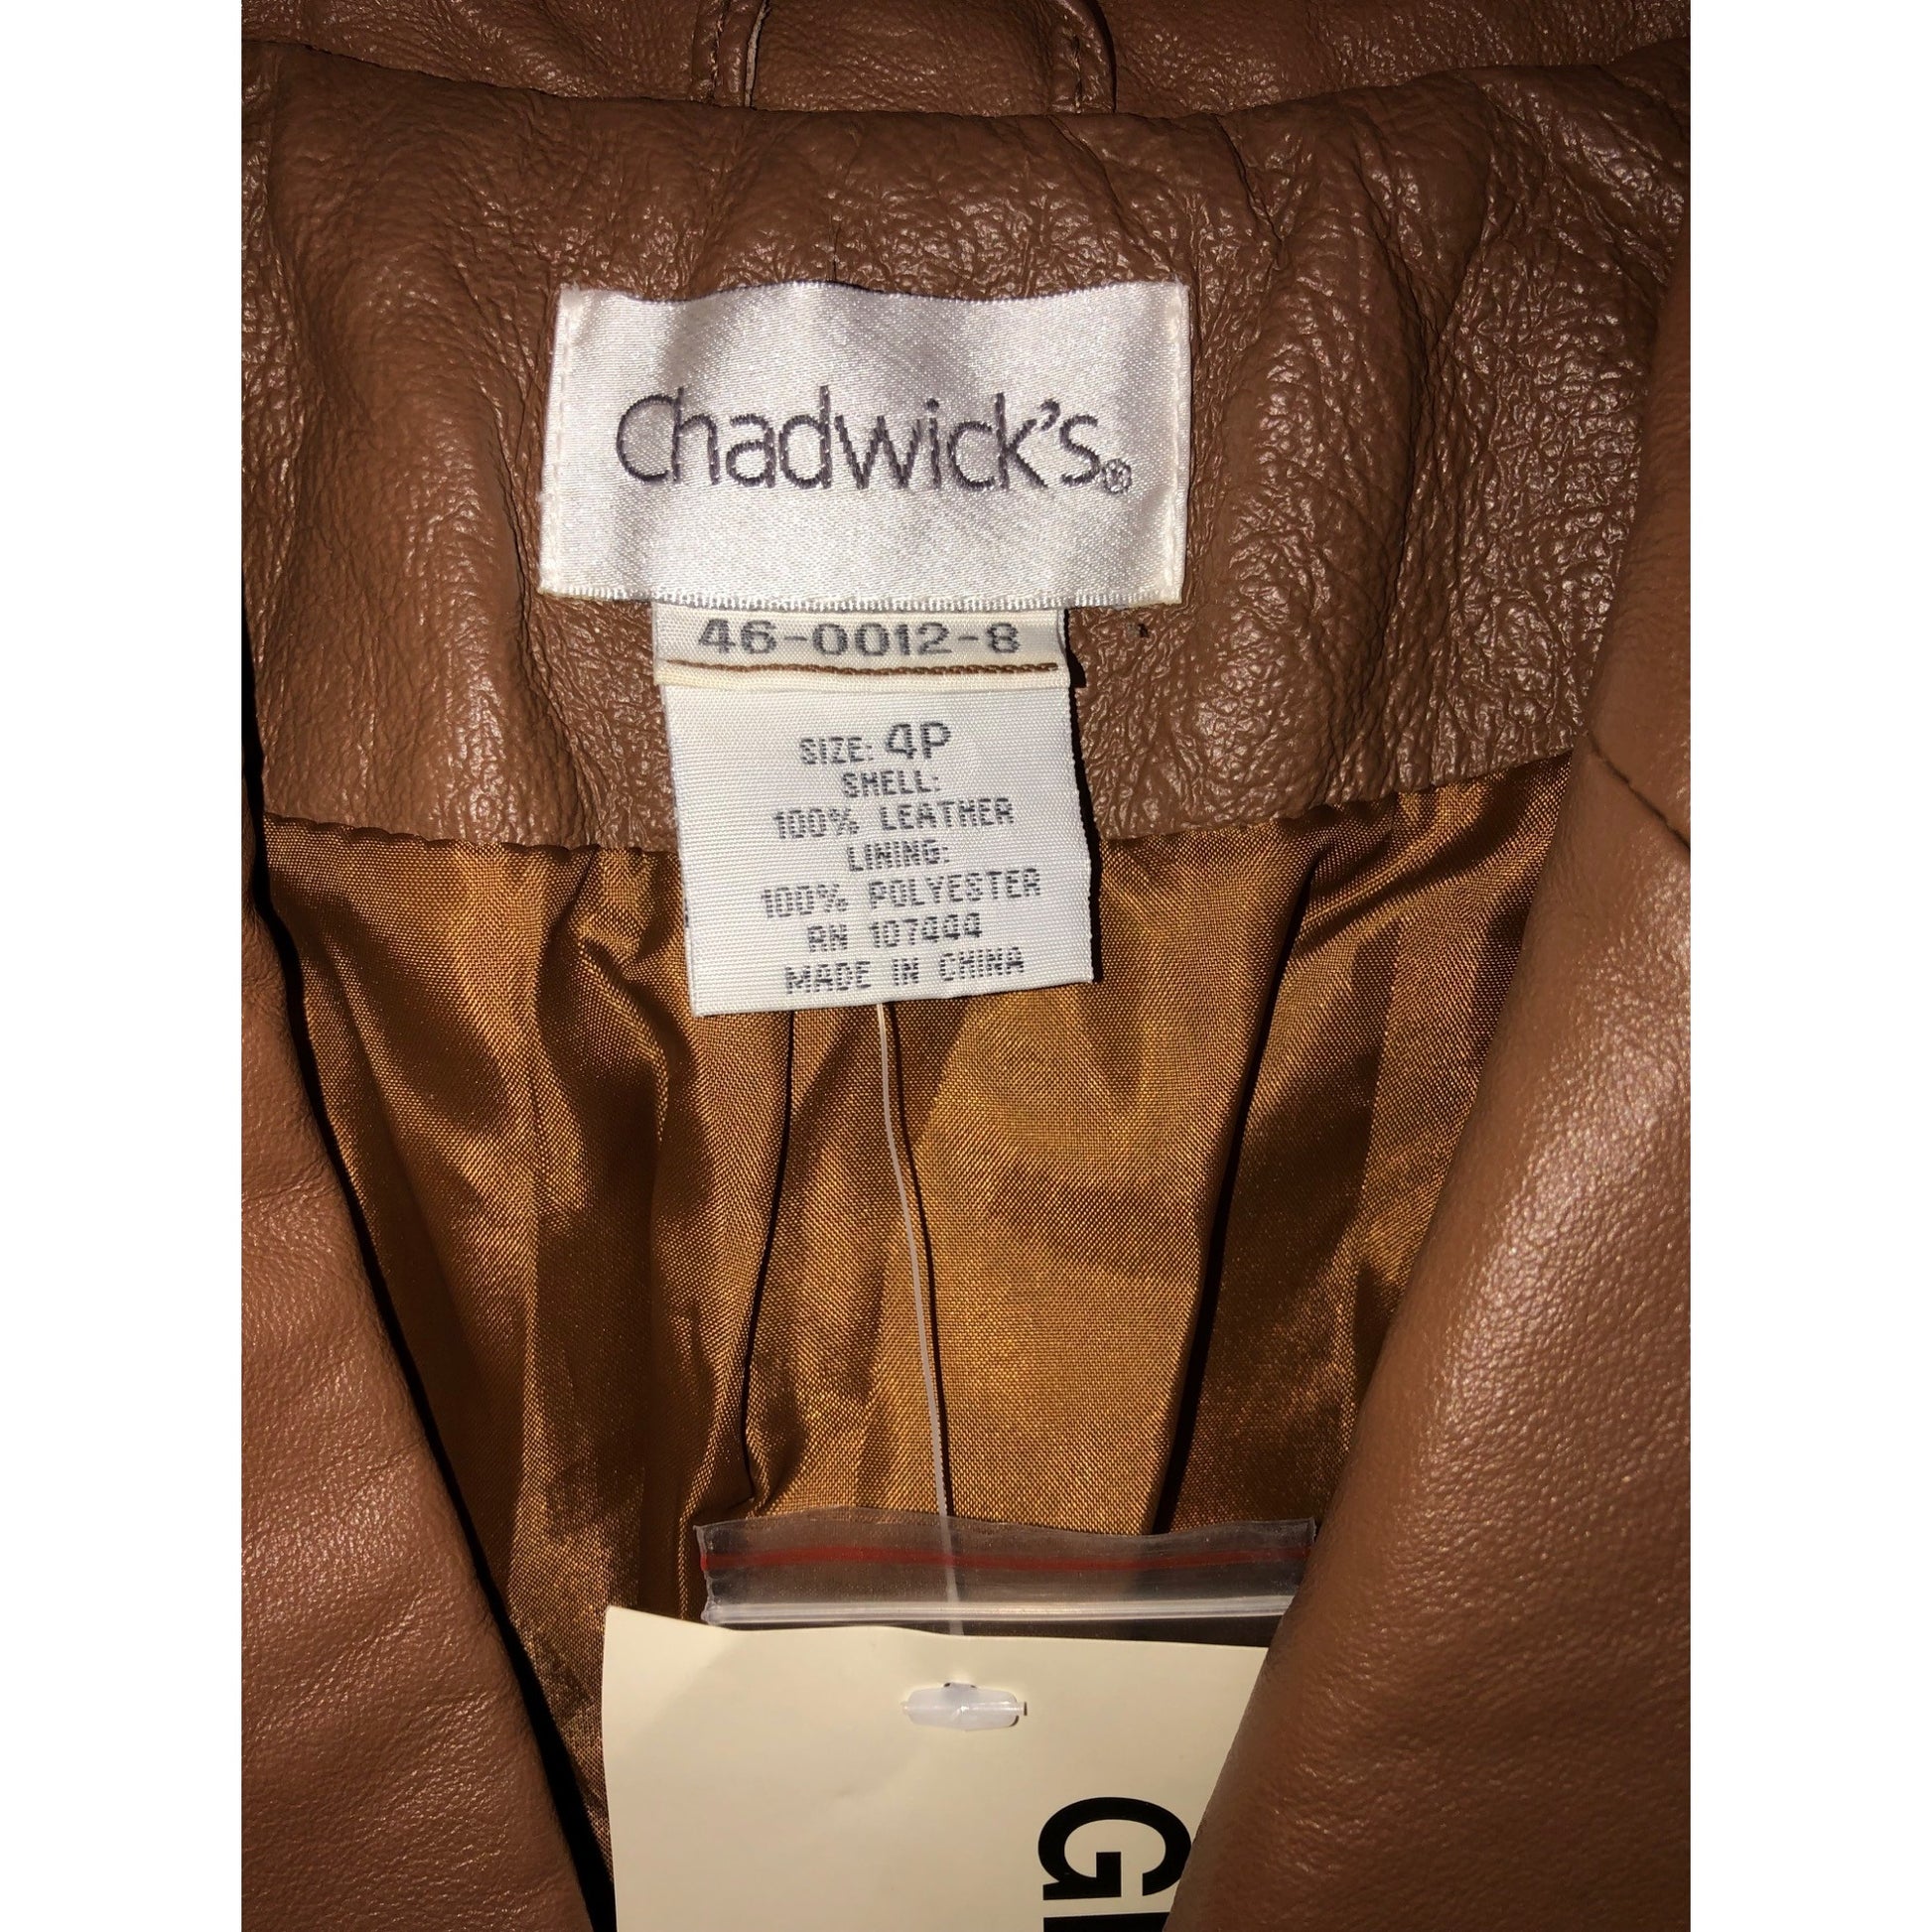 Chadwick's®
46-0012-8
SIZE: 4P
SHELL:
100% LEATHER
LINING:
100% POLYESTER
RN 107444
MADE IN CHINA
G